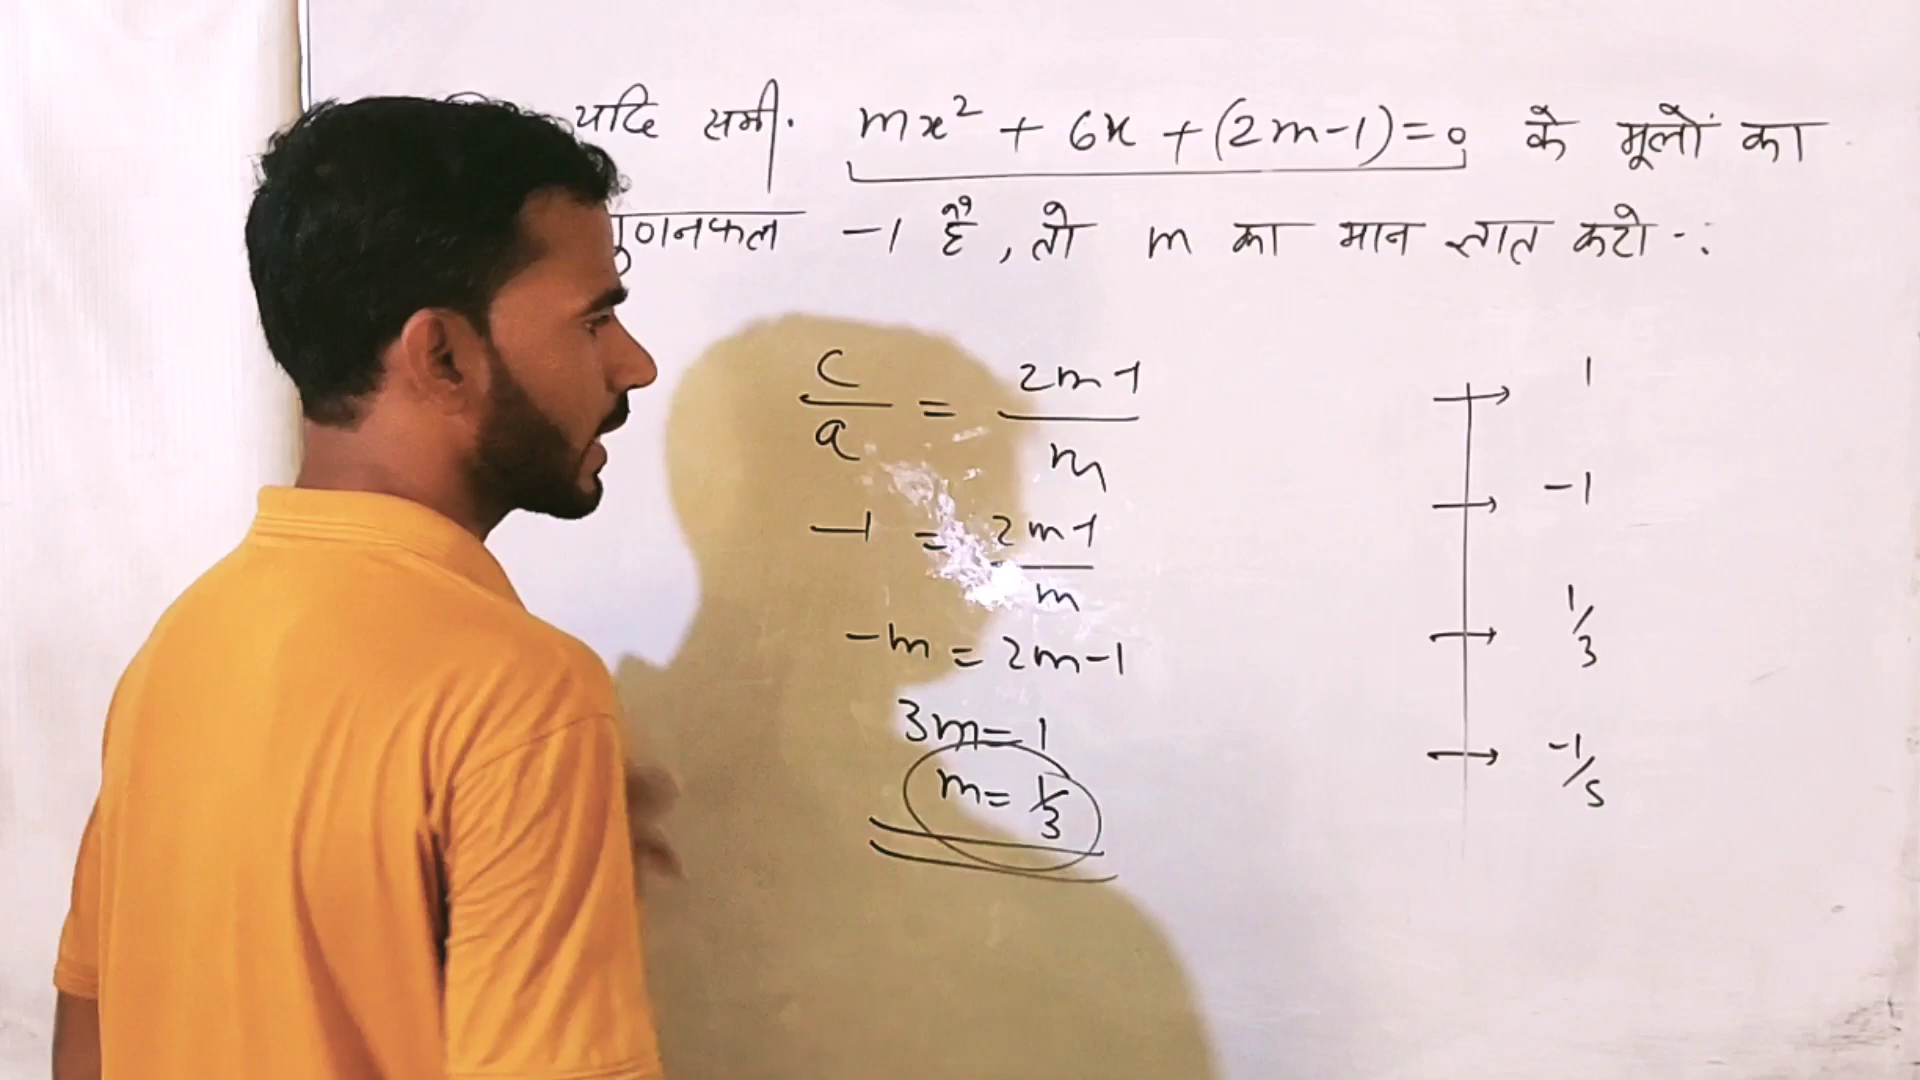 यदि समी. mx² + 6x + (2m-1) = 0 के मूलों का
गुणनफल -1 है, तो m का मान ज्ञात करो -:
c/a = 2m-1/m
-1 = 2m-1/m
-m = 2m-1
3m = 1
m = 1/3
1
-1
1/3
-1/5